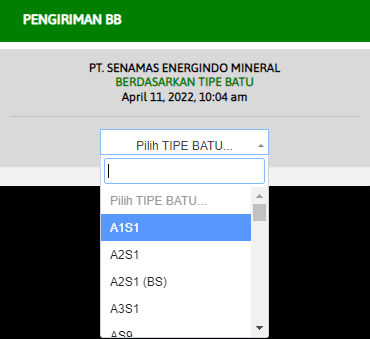 PENGIRIMAN BB
PT. SENAMAS ENERGINDO MINERAL
BERDASARKAN TIPE BATU
April 11, 2022, 10:04 am
Pilih TIPE BATU...
Pilih TIPE BATU...
A1S1
A2S1
A2S1 (BS)
A3S1
AS9